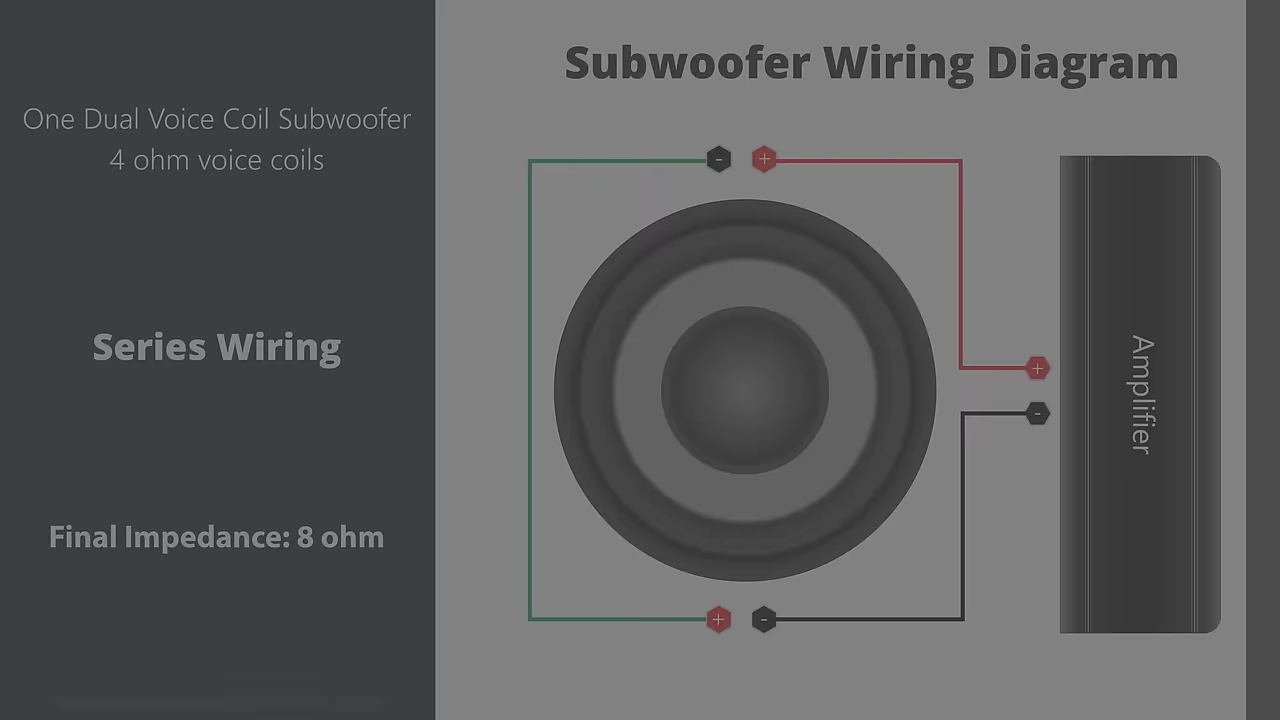 Subwoofer Wiring Diagram
One Dual Voice Coil Subwoofer
4 ohm voice coils
Series Wiring
Final Impedance: 8 ohm
- +
+
-
+ -
Amplifier